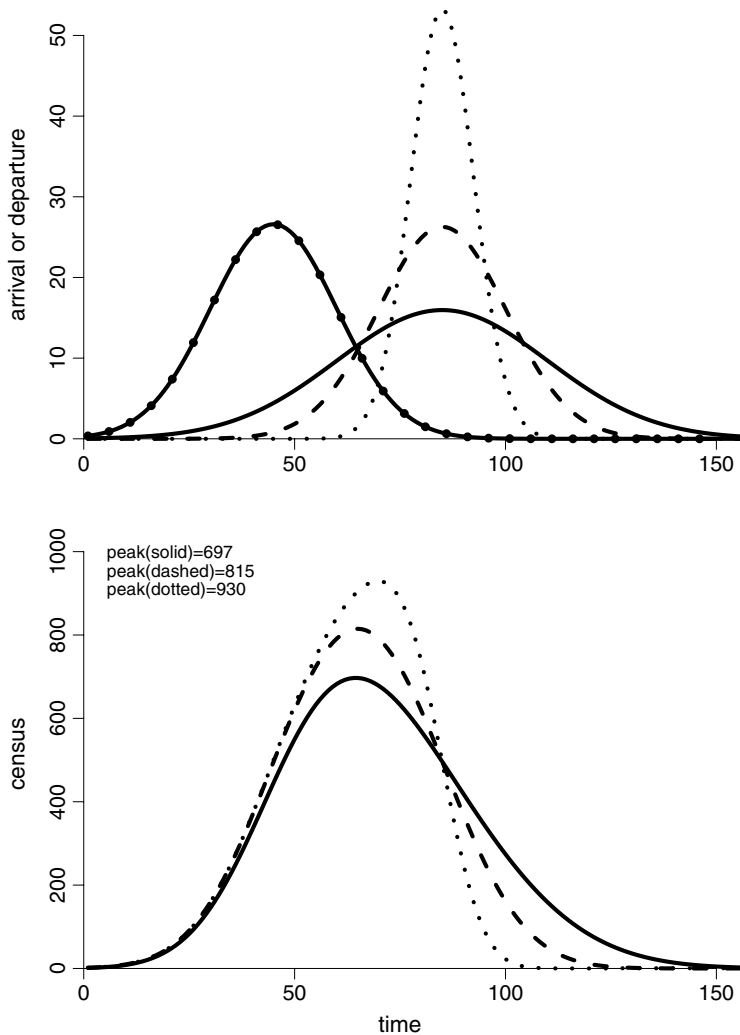 50
40
30
20
10
0
arrival or departure
0 50 100 150
1000
800
600
400
200
0
census
peak(solid)=697
peak(dashed)=815
peak(dotted)=930
0 50 100 150
time